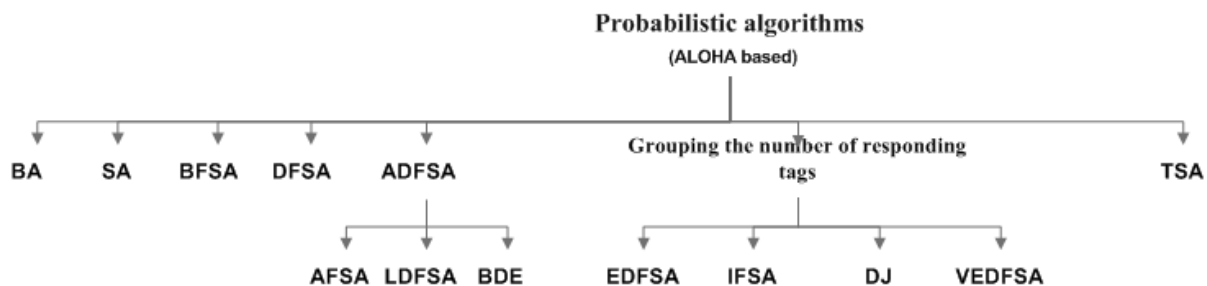 Probabilistic algorithms
(ALOHA based)
BA SA BFSA DFSA ADFSA Grouping the number of responding tags TSA
AFSA LDFSA BDE EDFSA IFSA DJ VEDFSA